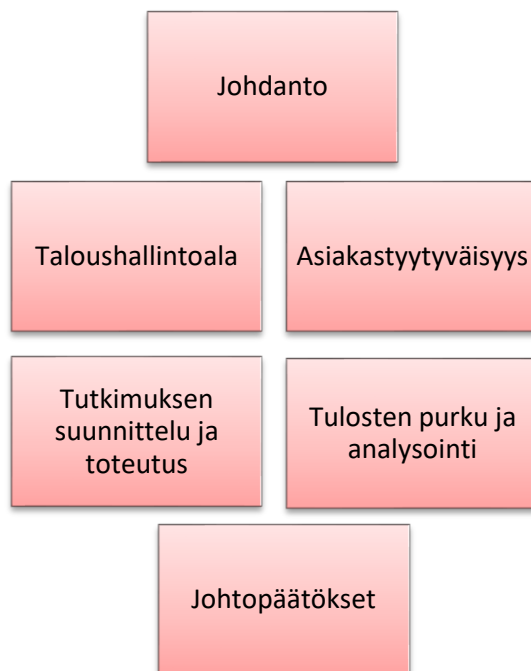 Johdanto
Taloushallintoala
Asiakastyytyväisyys
Tutkimuksen
suunnittelu ja
toteutus
Tulosten purku ja
analysointi
Johtopäätökset